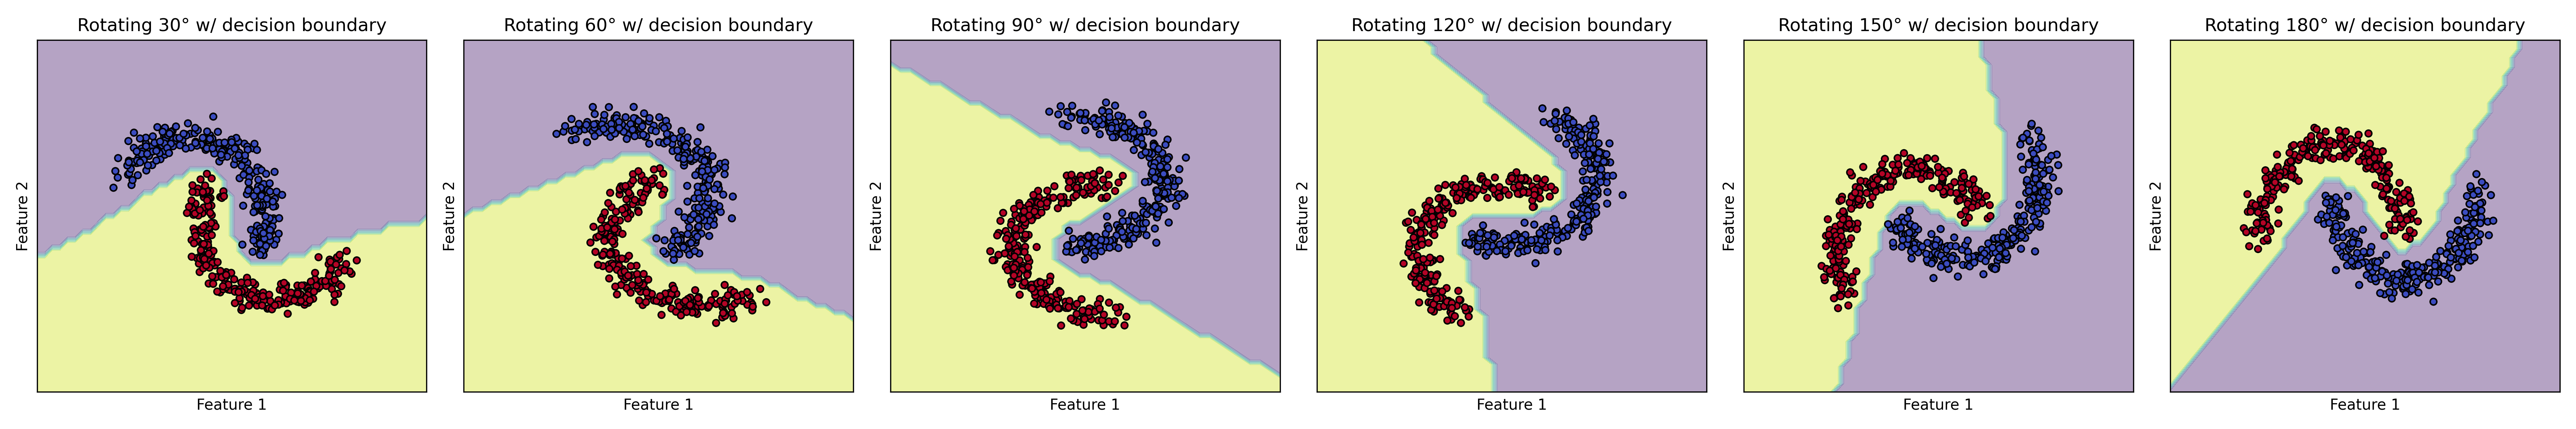 Rotating 30° w/ decision boundary
Feature 2
Feature 1
Rotating 60° w/ decision boundary
Feature 2
Feature 1
Rotating 90° w/ decision boundary
Feature 2
Feature 1
Rotating 120° w/ decision boundary
Feature 2
Feature 1
Rotating 150° w/ decision boundary
Feature 2
Feature 1
Rotating 180° w/ decision boundary
Feature 2
Feature 1